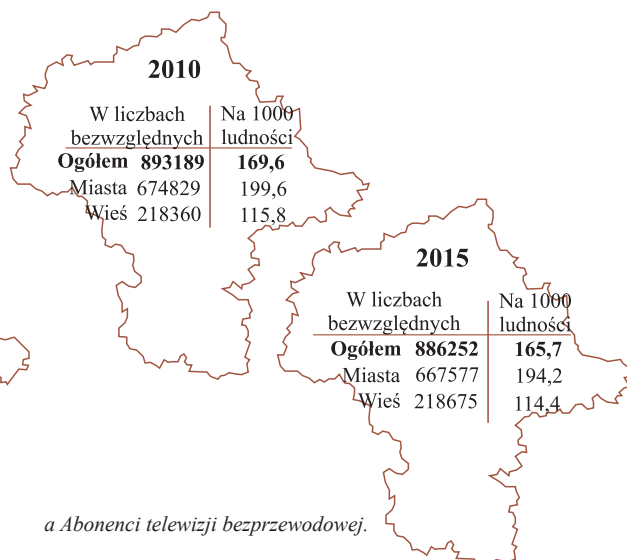 2010
W liczbach bezwzględnych
Na 1000 ludności
Ogółem 893189 169,6
Miasta 674829 199,6
Wieś 218360 115,8
2015
W liczbach bezwzględnych
Na 1000 ludności
Ogółem 886252 165,7
Miasta 667577 194,2
Wieś 218675 114,4
a Abonenci telewizji bezprzewodowej.